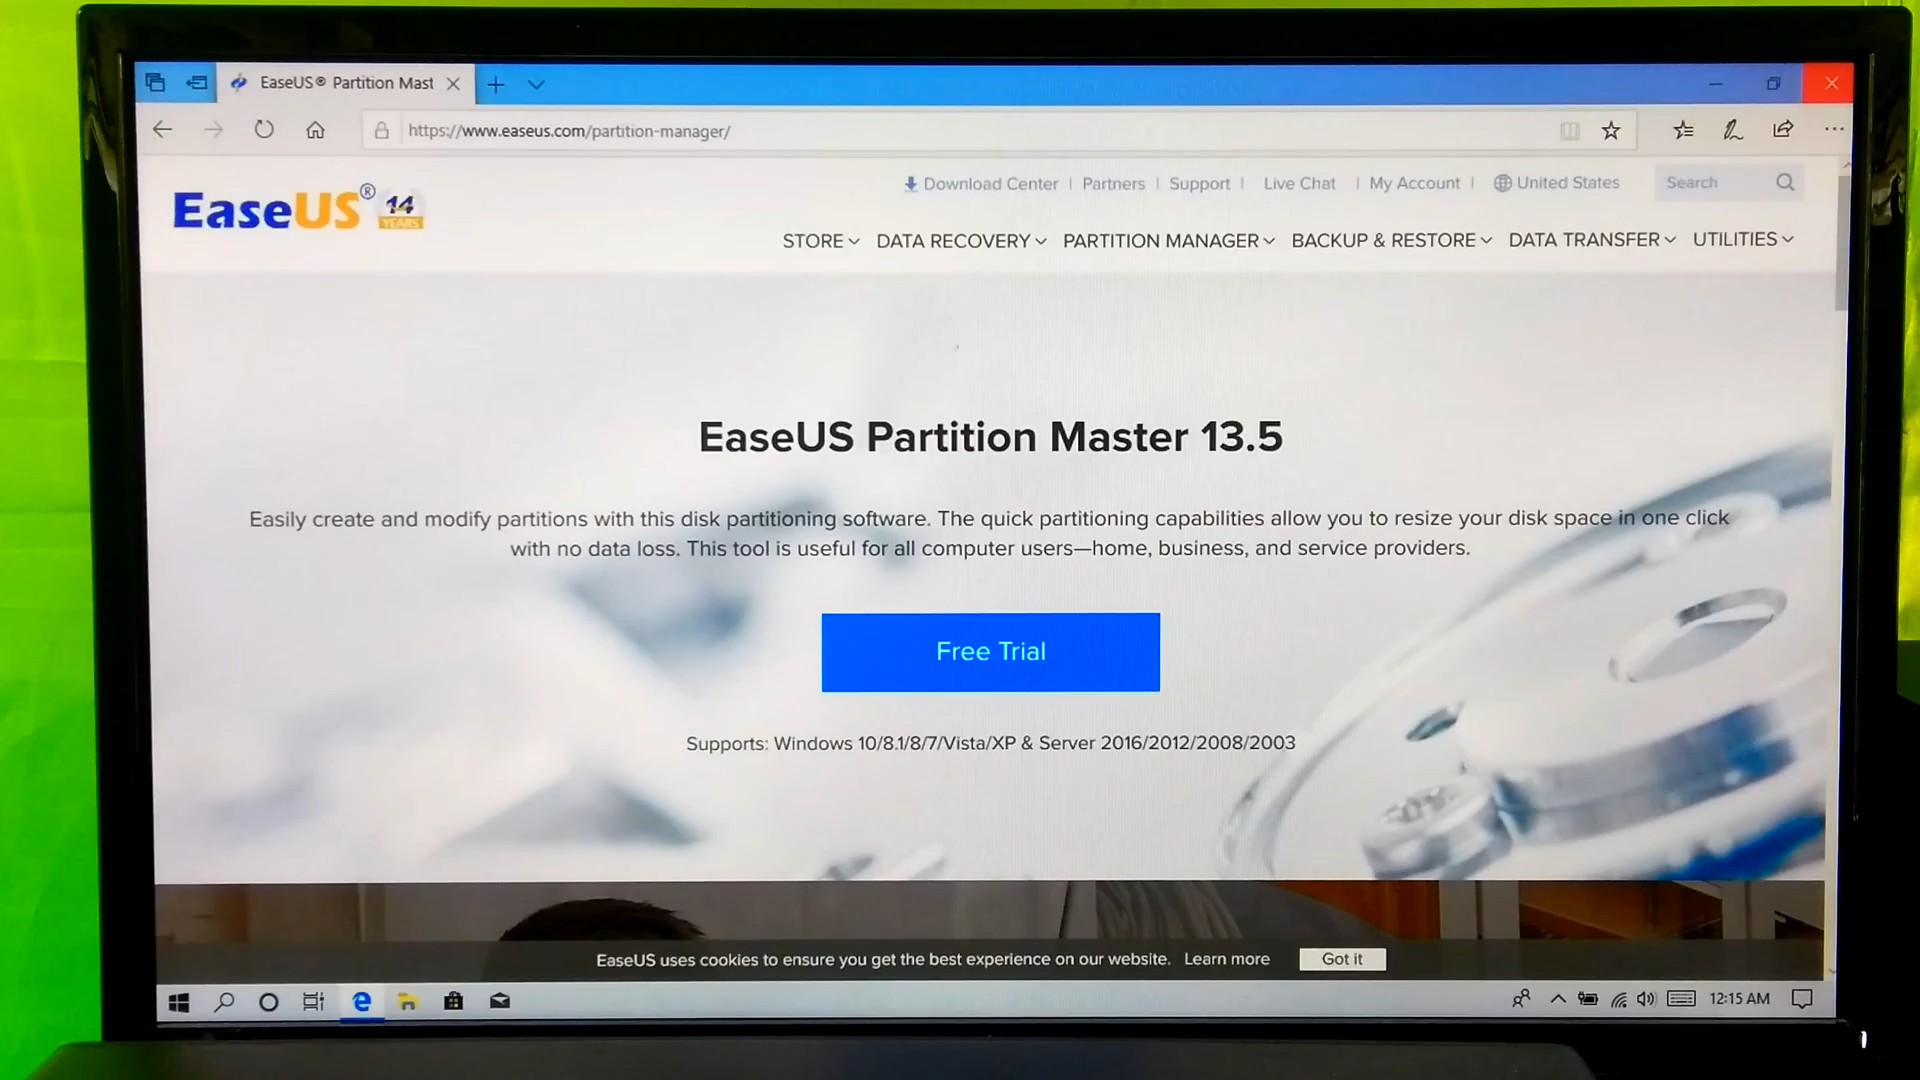 EaseUS® Partition Mast
https://www.easeus.com/partition-manager/
EaseUS® 14 YEARS
Download Center | Partners | Support | Live Chat | My Account | United States
Search
STORE DATA RECOVERY PARTITION MANAGER BACKUP & RESTORE DATA TRANSFER UTILITIES
EaseUS Partition Master 13.5
Easily create and modify partitions with this disk partitioning software. The quick partitioning capabilities allow you to resize your disk space in one click
with no data loss. This tool is useful for all computer users—home, business, and service providers.
Free Trial
Supports: Windows 10/8.1/8/7/Vista/XP & Server 2016/2012/2008/2003
EaseUS uses cookies to ensure you get the best experience on our website. Learn more Got it
12:15 AM